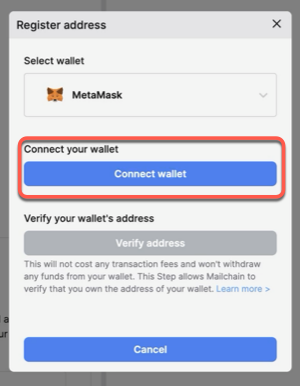 Register address
Select wallet
MetaMask
Connect your wallet
Connect wallet
Verify your wallet's address
Verify address
This will not cost any transaction fees and won't withdraw
any funds from your wallet. This Step allows Mailchain to
verify that you own the address of your wallet. Learn more >
Cancel